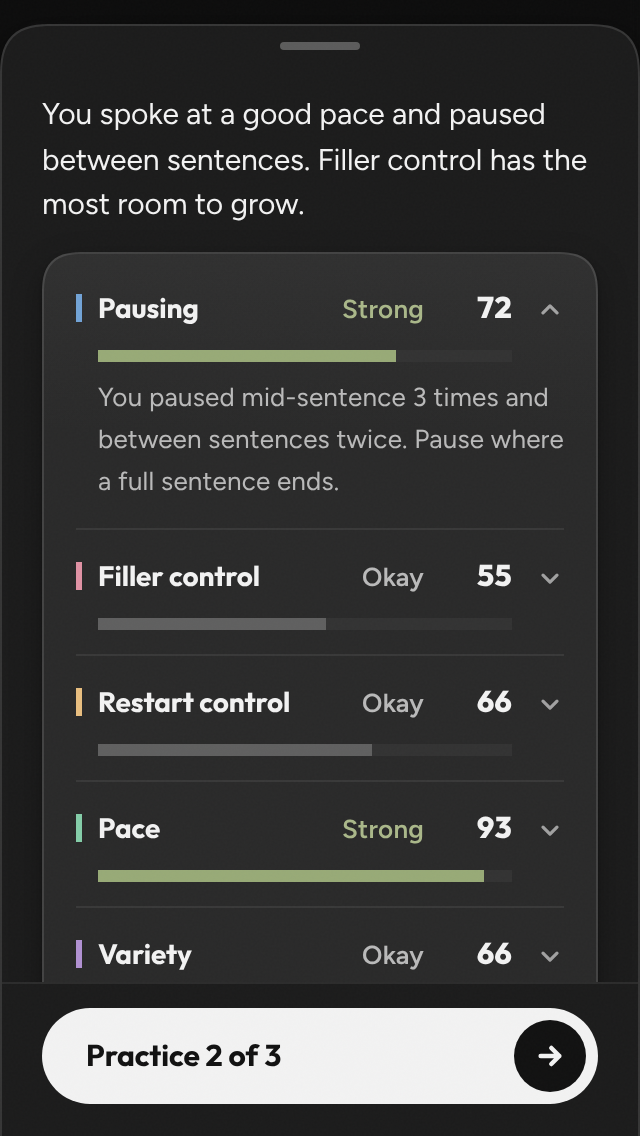 You spoke at a good pace and paused
between sentences. Filler control has the
most room to grow.
Pausing Strong 72
You paused mid-sentence 3 times and
between sentences twice. Pause where
a full sentence ends.
Filler control Okay 55
Restart control Okay 66
Pace Strong 93
Variety Okay 66
Practice 2 of 3